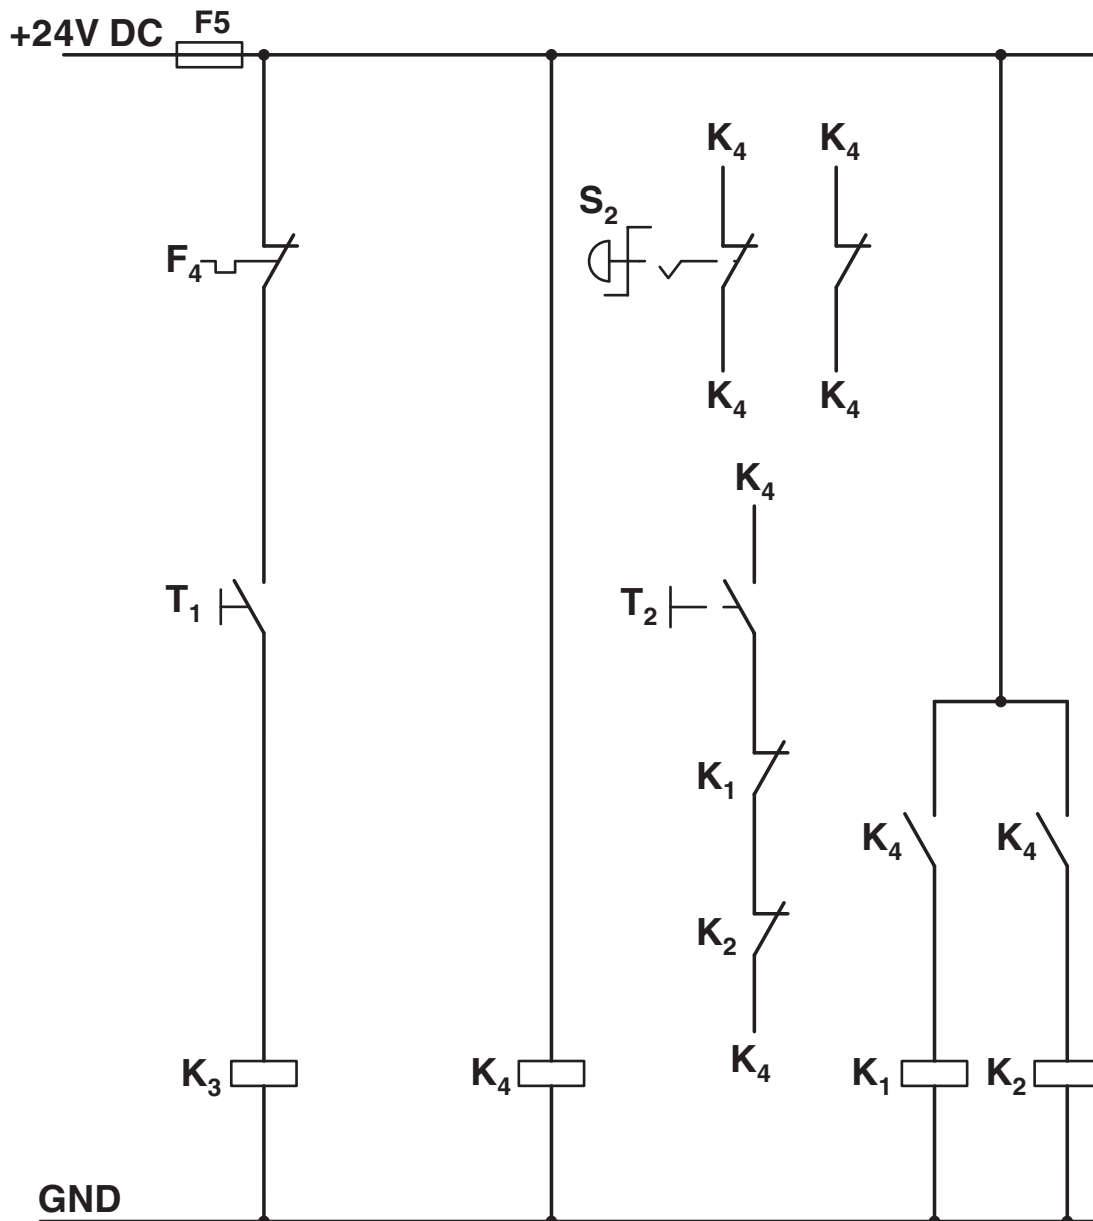 +24V DC
F5
K₄ K₄
S₂
F₄
K₄ K₄
K₄
T₁ T₂
K₁
K₄ K₄
K₂
K₃ K₄ K₄ K₁ K₂
GND